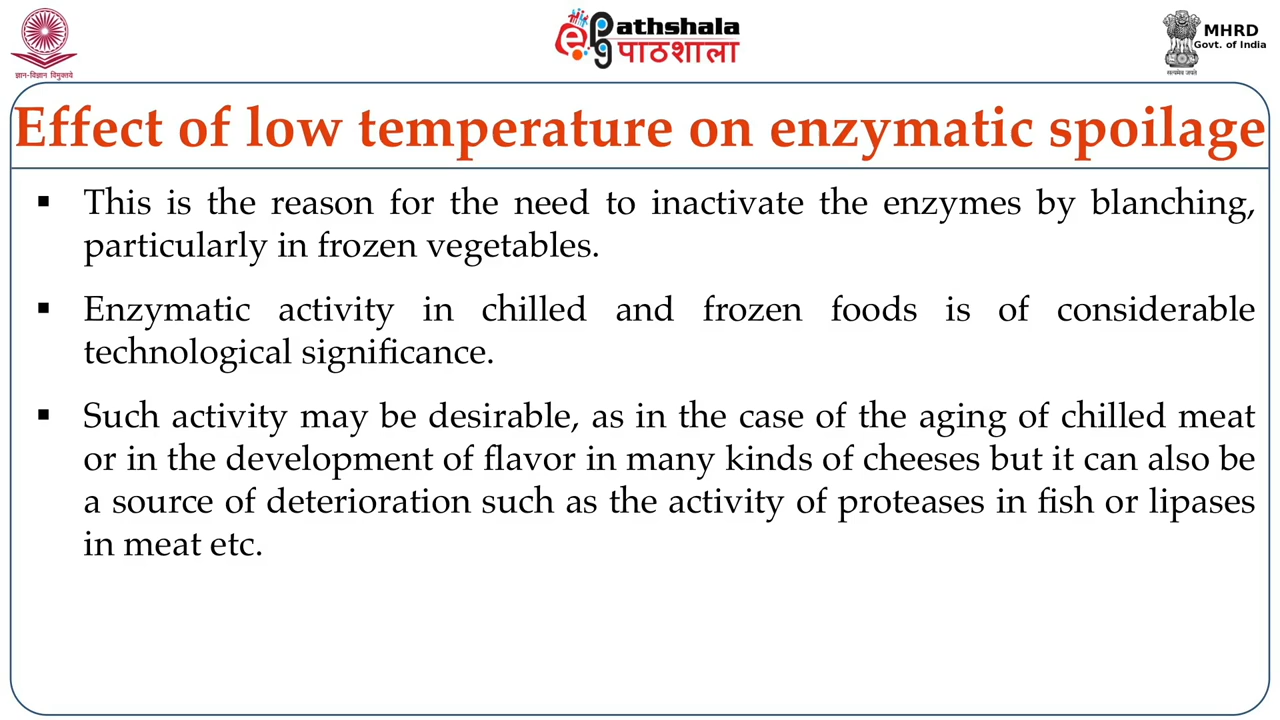 ज्ञान-विज्ञान विमुक्तये
ePG Pathshala
पाठशाला
MHRD
Govt. of India
सत्यमेव जयते
Effect of low temperature on enzymatic spoilage
▪ This is the reason for the need to inactivate the enzymes by blanching,
particularly in frozen vegetables.
▪ Enzymatic activity in chilled and frozen foods is of considerable
technological significance.
▪ Such activity may be desirable, as in the case of the aging of chilled meat
or in the development of flavor in many kinds of cheeses but it can also be
a source of deterioration such as the activity of proteases in fish or lipases
in meat etc.